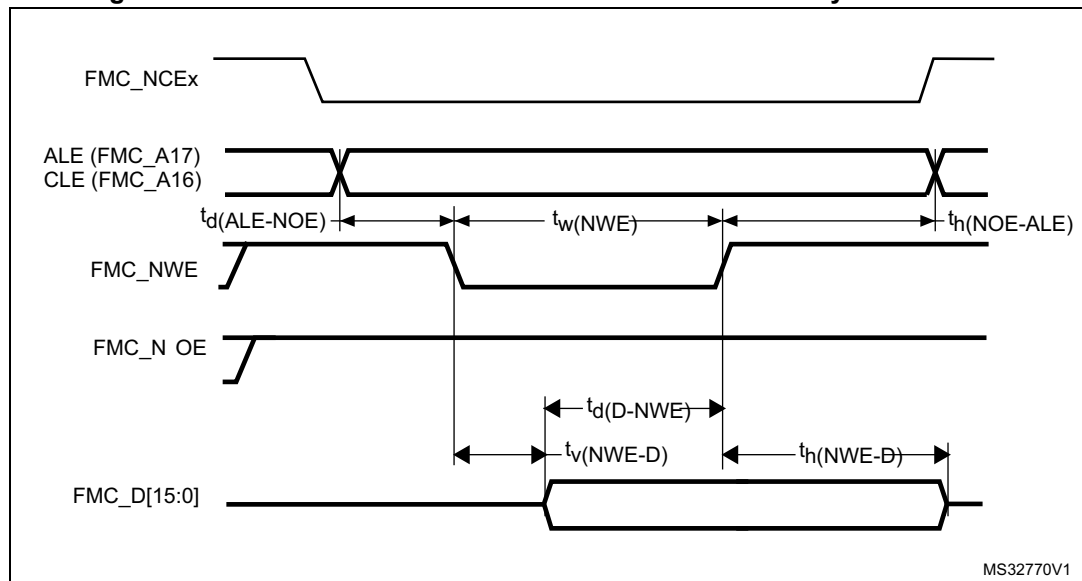 FMC_NCEx
ALE (FMC_A17)
CLE (FMC_A16)
td(ALE-NOE)
tw(NWE)
th(NOE-ALE)
FMC_NWE
FMC_N OE
td(D-NWE)
tv(NWE-D)
th(NWE-D)
FMC_D[15:0]
MS32770V1